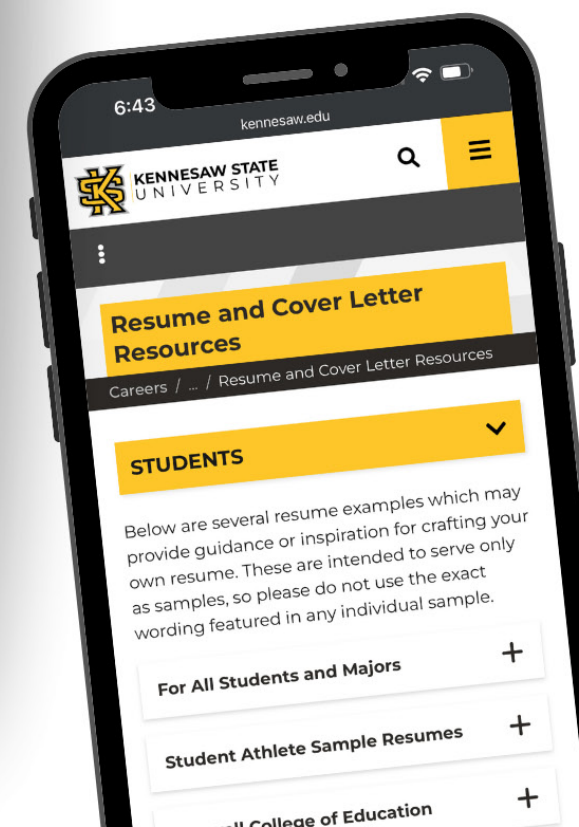 6:43
kennesaw.edu
KS
KENNESAW STATE
UNIVERSITY
Resume and Cover Letter
Resources
Careers / ... / Resume and Cover Letter Resources
STUDENTS
Below are several resume examples which may
provide guidance or inspiration for crafting your
own resume. These are intended to serve only
as samples, so please do not use the exact
wording featured in any individual sample.
For All Students and Majors
Student Athlete Sample Resumes
College of Education